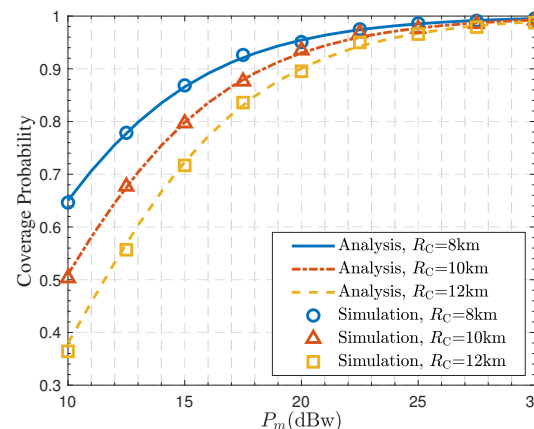 1
0.9
0.8
0.7
0.6
0.5
0.4
0.3
Coverage Probability
Analysis, R_C=8km
Analysis, R_C=10km
Analysis, R_C=12km
Simulation, R_C=8km
Simulation, R_C=10km
Simulation, R_C=12km
10 15 20 25 3
P_m(dBw)